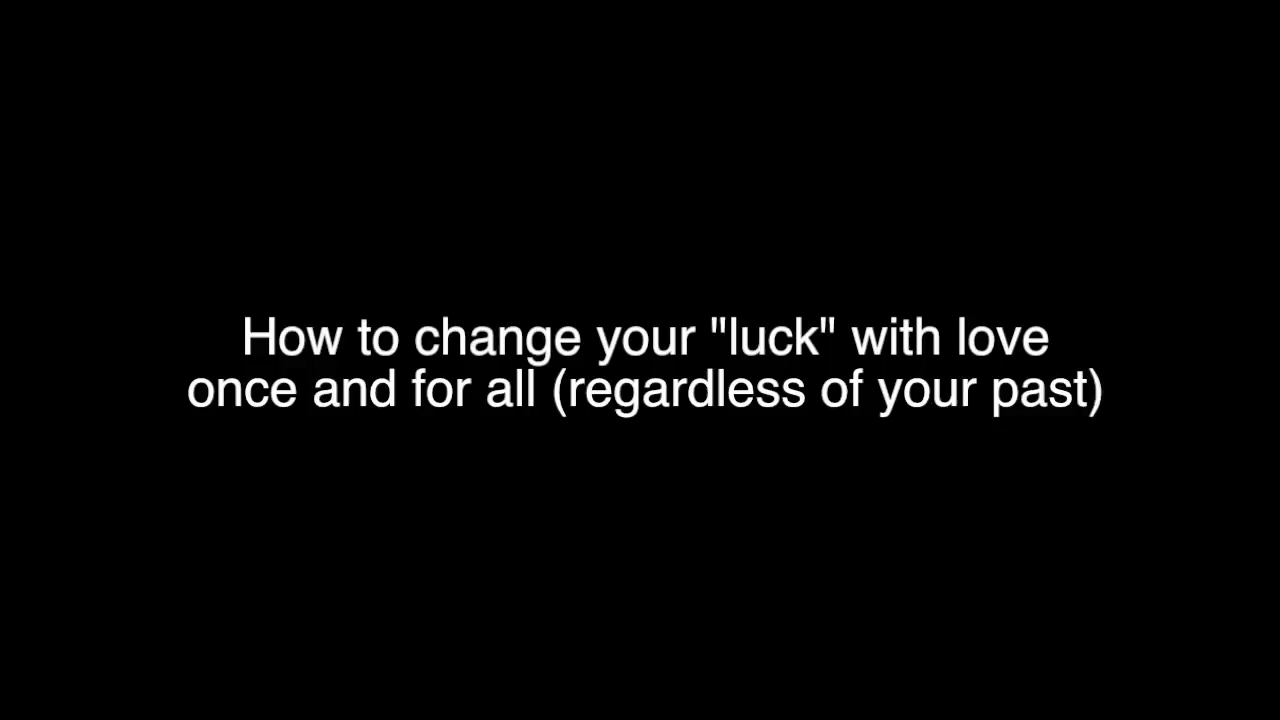 How to change your "luck" with love
once and for all (regardless of your past)